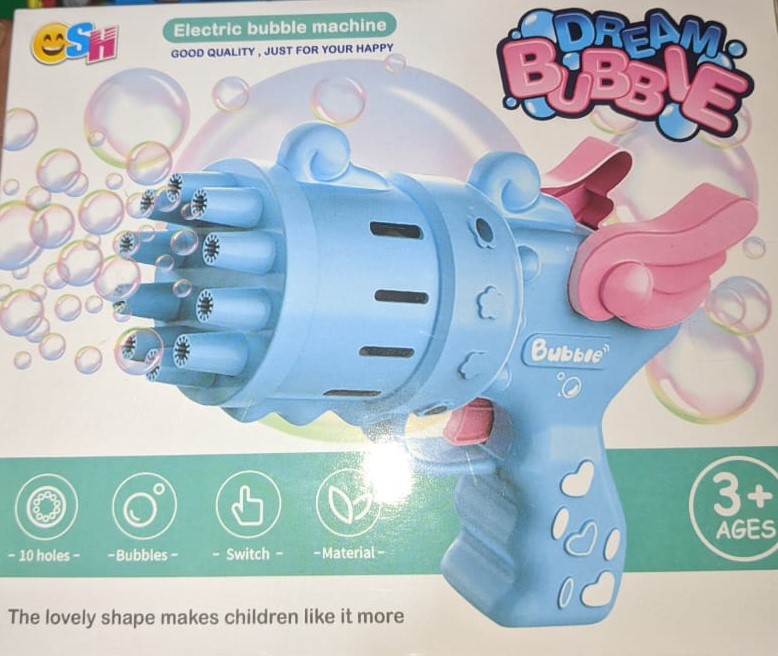 OSH
Electric bubble machine
GOOD QUALITY , JUST FOR YOUR HAPPY
DREAM
BUBBLE
Bubble
3+
AGES
- 10 holes -
-Bubbles -
- Switch -
-Material-
The lovely shape makes children like it more